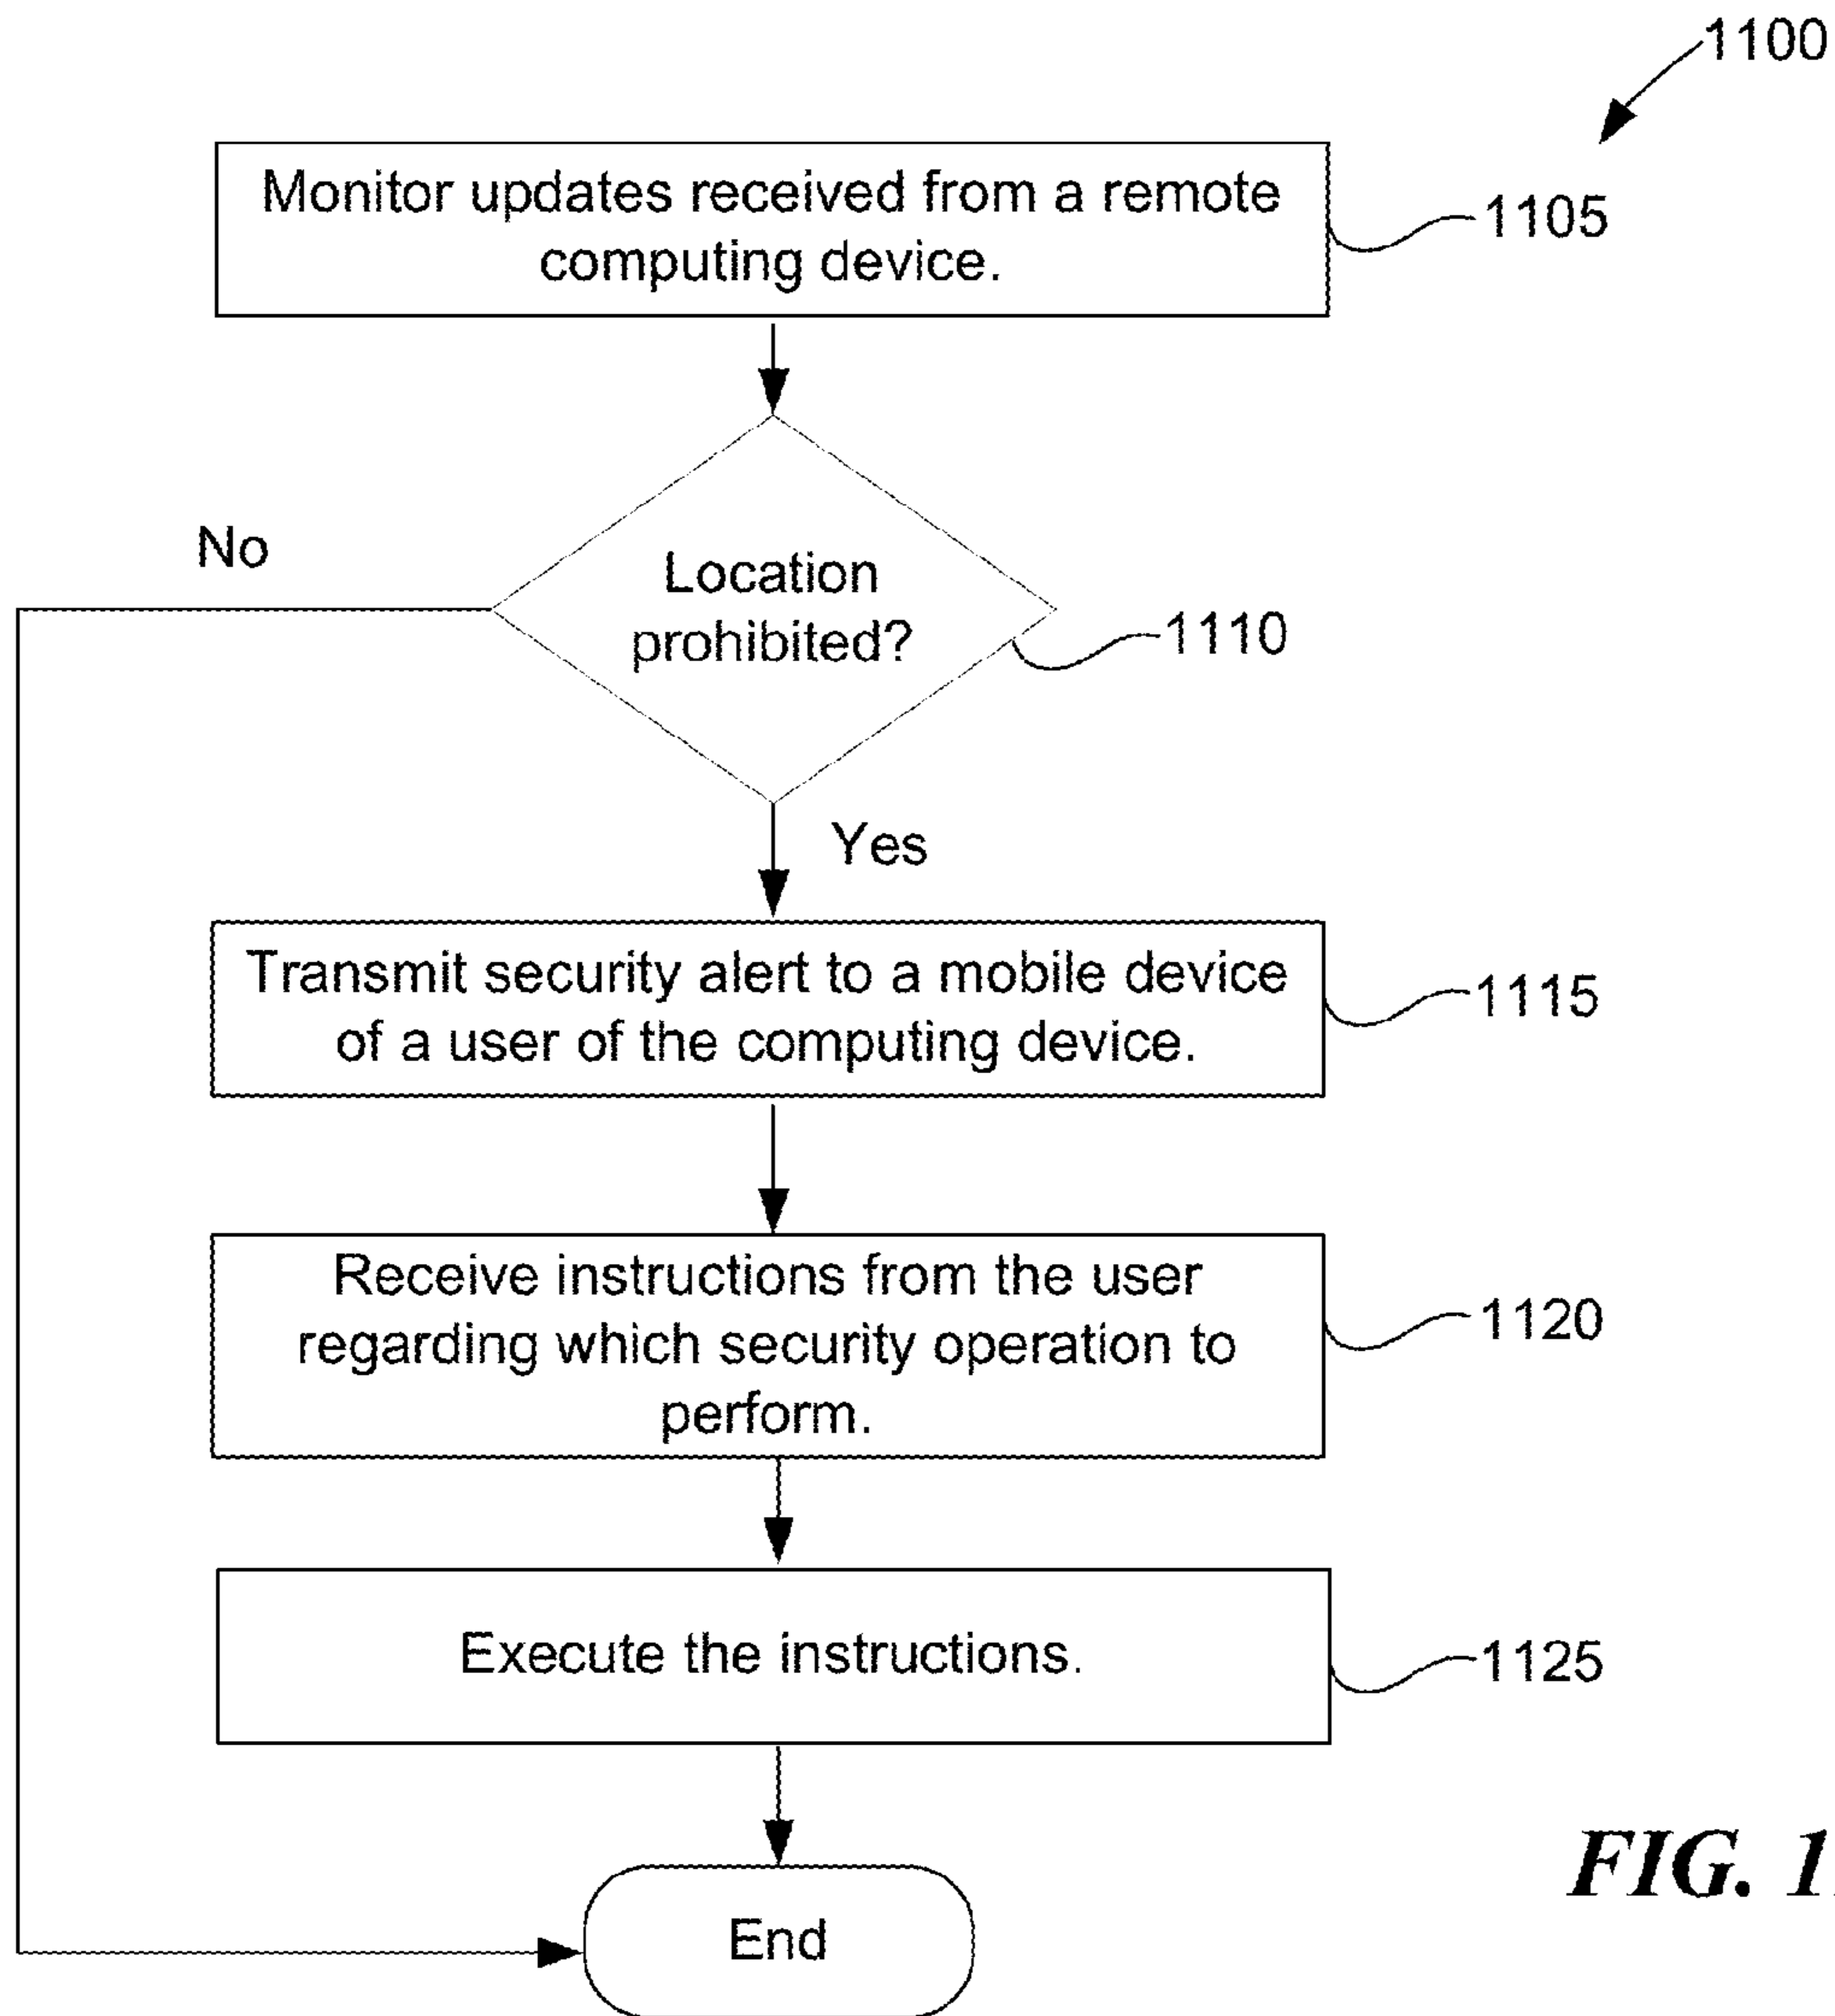 1100
Monitor updates received from a remote
computing device.
1105
No
Location
prohibited?
1110
Yes
Transmit security alert to a mobile device
of a user of the computing device.
1115
Receive instructions from the user
regarding which security operation to
perform.
1120
Execute the instructions.
1125
End
FIG.